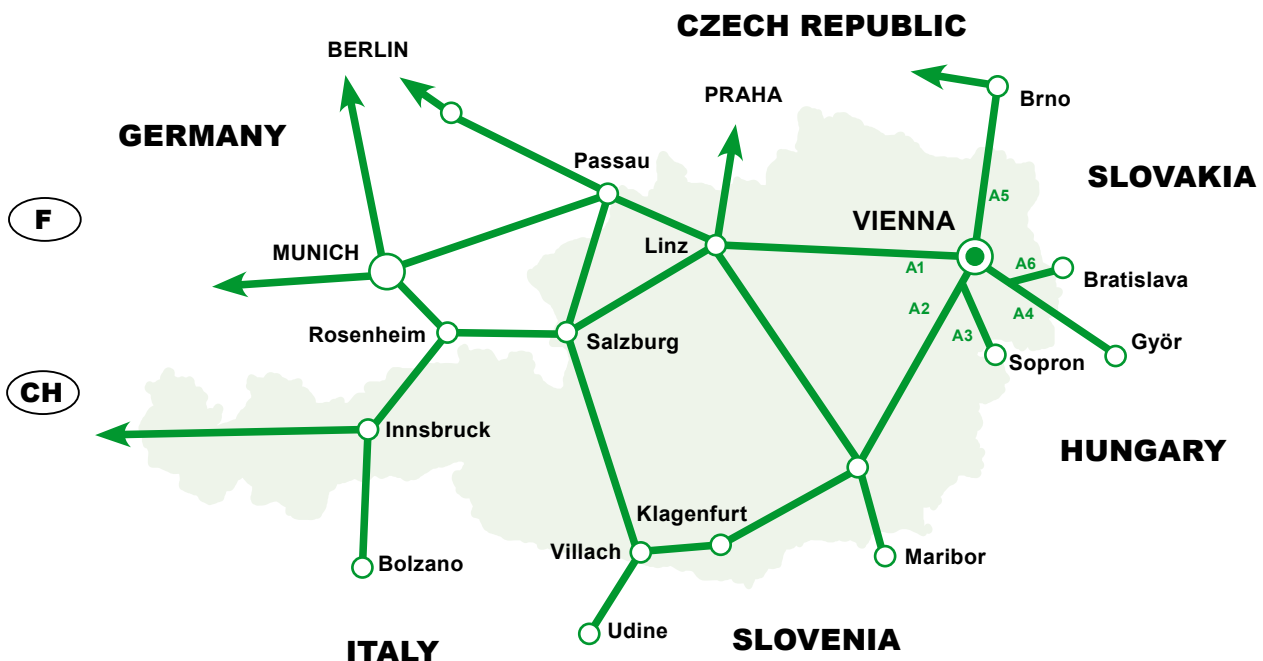 CZECH REPUBLIC
BERLIN
PRAHA
Brno
GERMANY
Passau
SLOVAKIA
A5
F
VIENNA
MUNICH
Linz
A1
A6
Bratislava
A2
A4
Rosenheim
Salzburg
A3
Györ
Sopron
CH
Innsbruck
HUNGARY
Klagenfurt
Villach
Maribor
Bolzano
Udine
SLOVENIA
ITALY